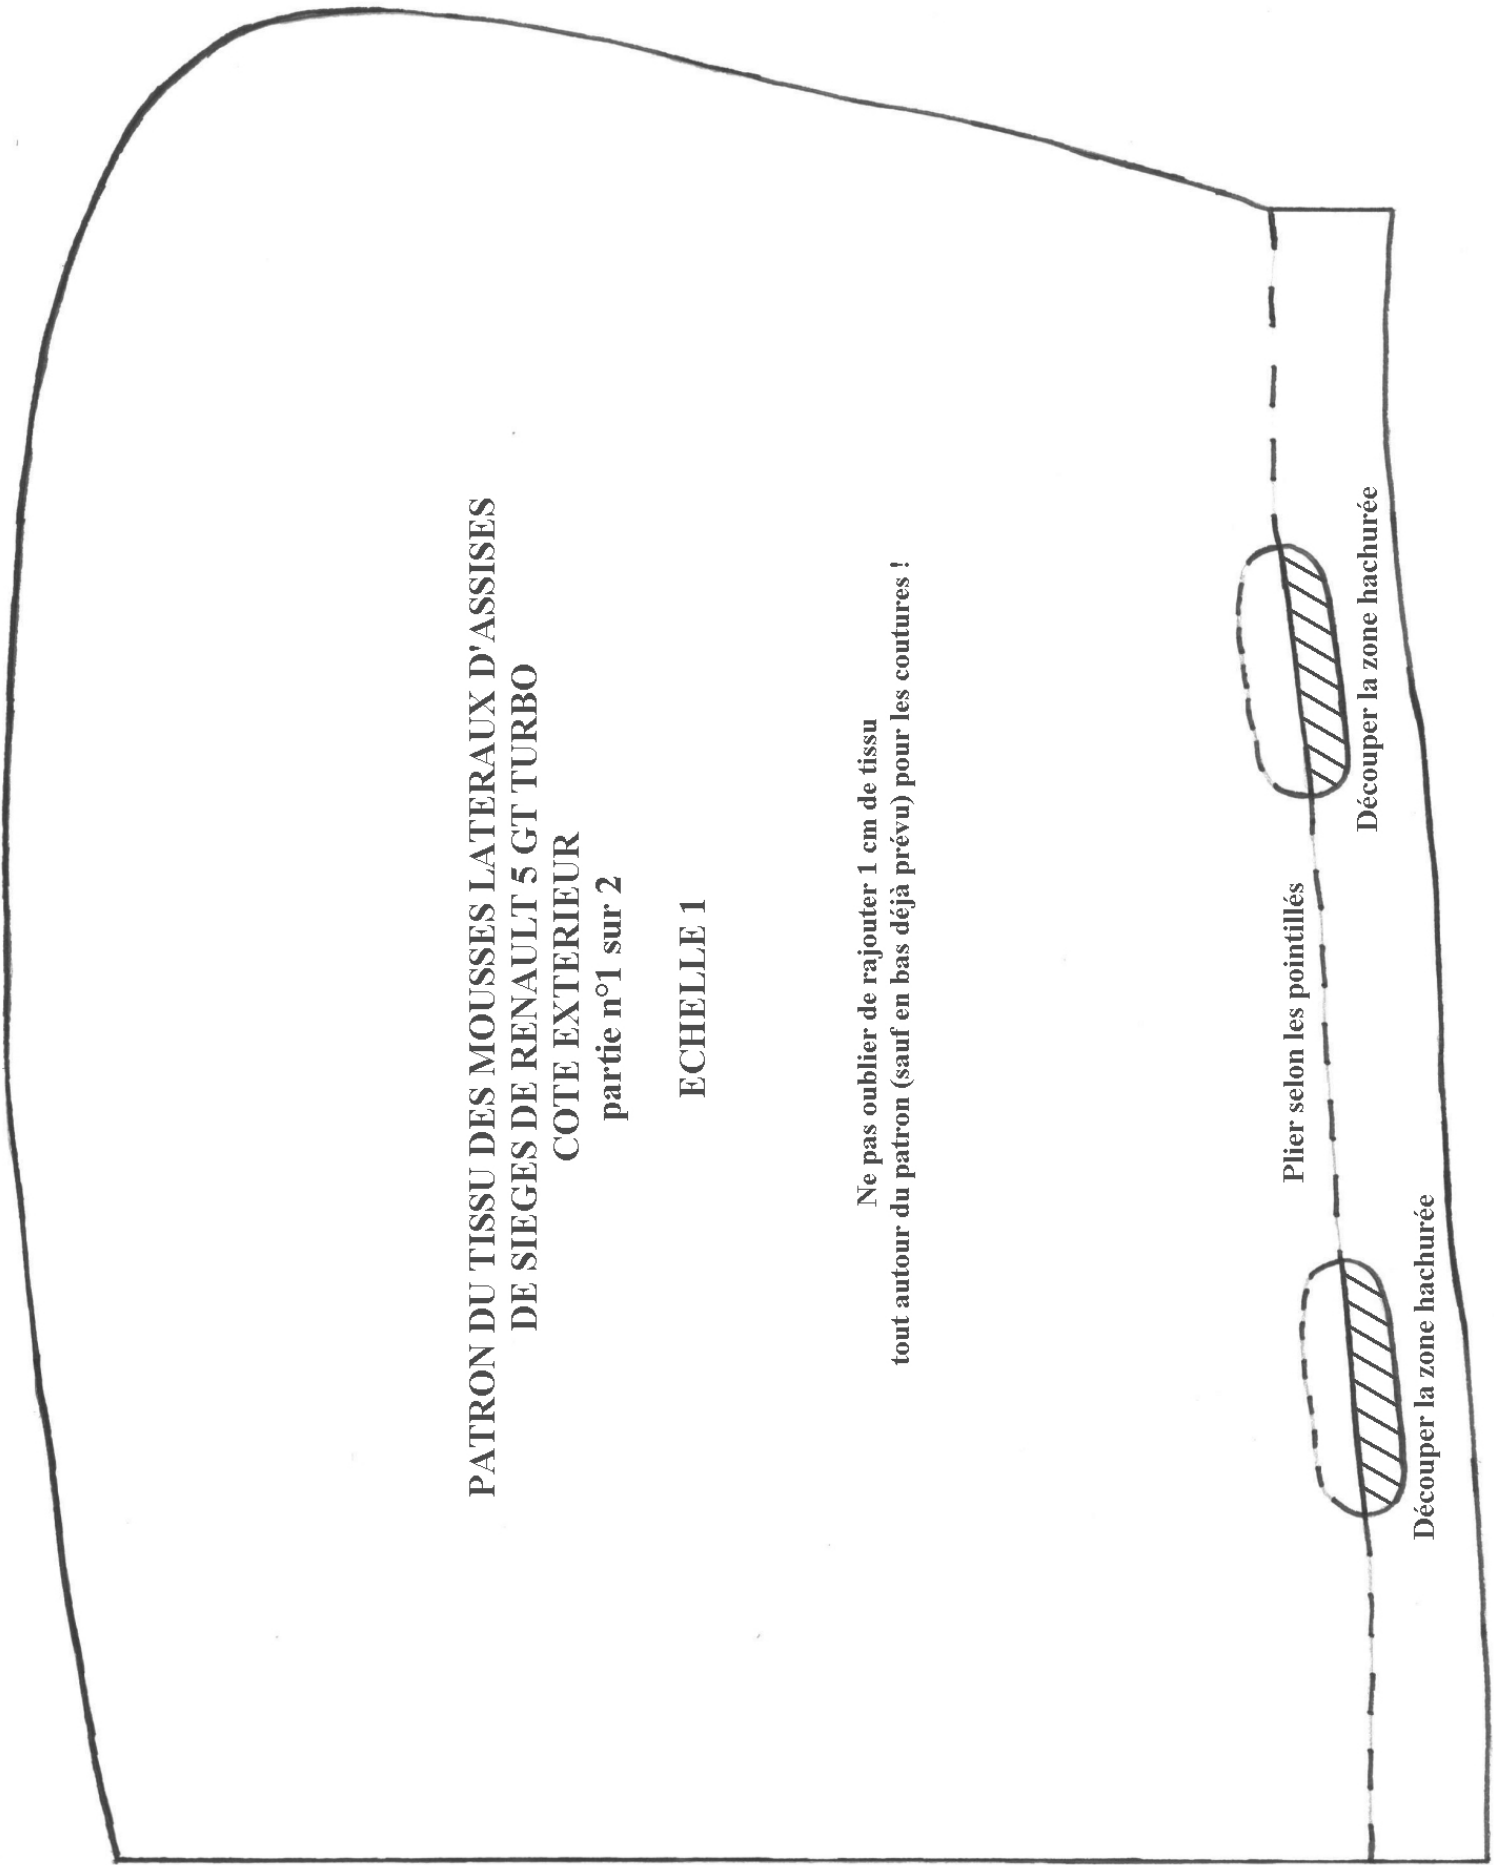 PATRON DU TISSU DES MOUSSES LATERAUX D'ASSISES
DE SIEGES DE RENAULT 5 GT TURBO
COTE EXTERIEUR
partie n°1 sur 2
ECHELLE 1
Ne pas oublier de rajouter 1 cm de tissu
tout autour du patron (sauf en bas déjà prévu) pour les coutures !
Plier selon les pointillés
Découper la zone hachurée
Découper la zone hachurée